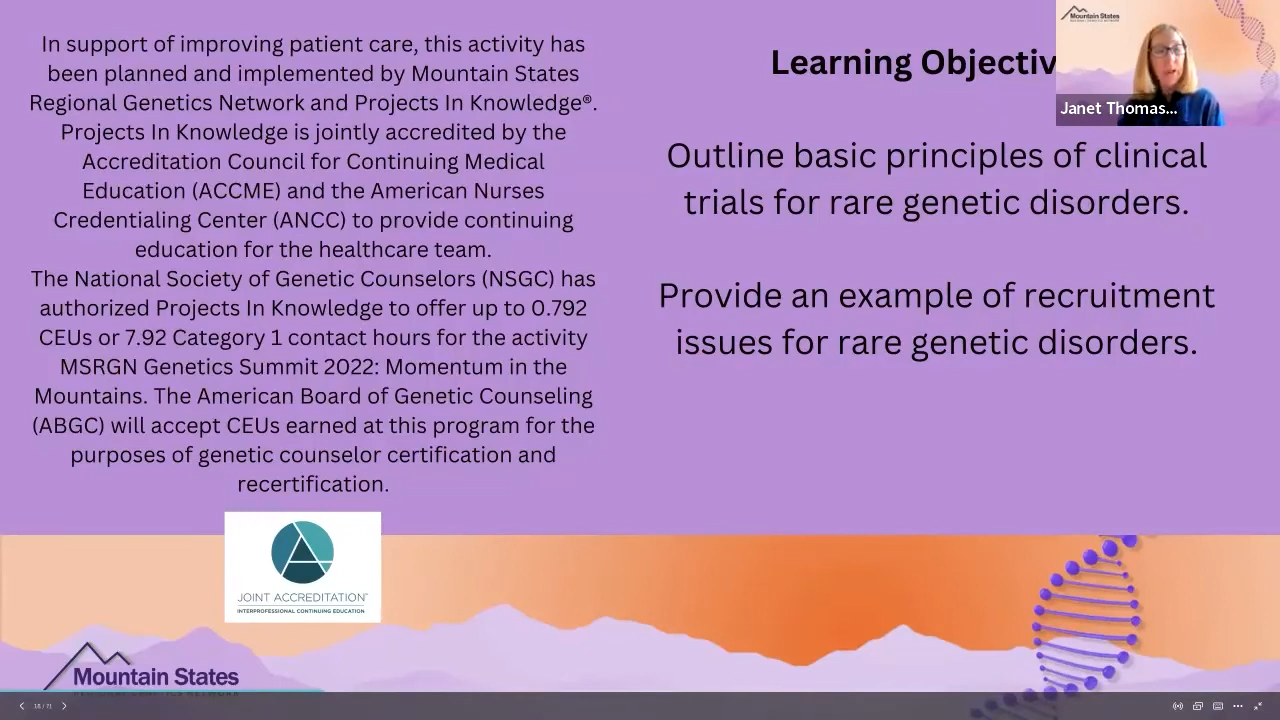 In support of improving patient care, this activity has
been planned and implemented by Mountain States
Regional Genetics Network and Projects In Knowledge®.
Projects In Knowledge is jointly accredited by the
Accreditation Council for Continuing Medical
Education (ACCME) and the American Nurses
Credentialing Center (ANCC) to provide continuing
education for the healthcare team.
The National Society of Genetic Counselors (NSGC) has
authorized Projects In Knowledge to offer up to 0.792
CEUs or 7.92 Category 1 contact hours for the activity
MSRGN Genetics Summit 2022: Momentum in the
Mountains. The American Board of Genetic Counseling
(ABGC) will accept CEUs earned at this program for the
purposes of genetic counselor certification and
recertification.
JOINT ACCREDITATION®
INTERPROFESSIONAL CONTINUING EDUCATION
Learning Objectiv
Outline basic principles of clinical
trials for rare genetic disorders.
Provide an example of recruitment
issues for rare genetic disorders.
Mountain States
Janet Thomas...
Mountain States